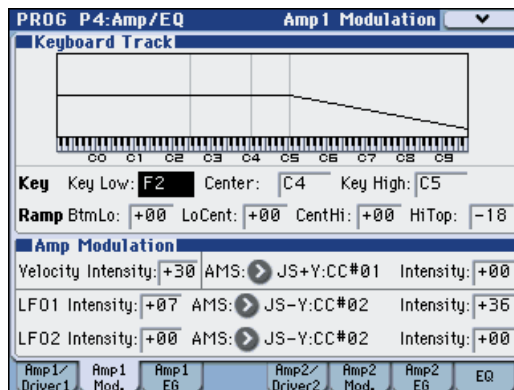 PROG P4:Amp/EQ Amp1 Modulation
Keyboard Track
C0 C1 C2 C3 C4 C5 C6 C7 C8 C9
Key Key Low: F2 Center: C4 Key High: C5
Ramp BtmLo: +00 LoCent: +00 CentHi: +00 HiTop: -18
Amp Modulation
Velocity Intensity: +30 AMS: JS+Y:CC#01 Intensity: +00
LFO1 Intensity: +07 AMS: JS-Y:CC#02 Intensity: +36
LFO2 Intensity: +00 AMS: JS-Y:CC#02 Intensity: +00
Amp1/ Driver1 Amp1 Mod. Amp1 EG Amp2/ Driver2 Amp2 Mod. Amp2 EG EQ